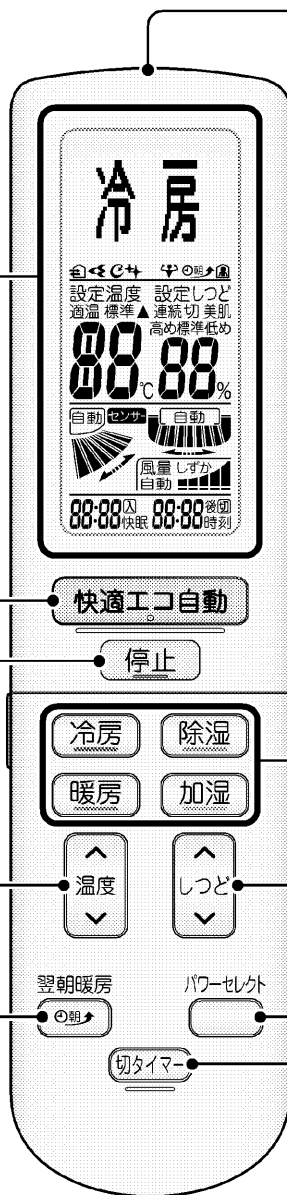 冷房
設定温度 設定しつど
適温 標準▲ 連続 切 美肌
高め標準低め
88℃ 88%
自動 センサー 自動
風量 しずか
自動
88:88 入 快眠 88:88 後 切 時刻
快適エコ自動
停止
冷房 除湿
暖房 加湿
温度 しつど
翌朝暖房 パワーセレクト
朝
切タイマー